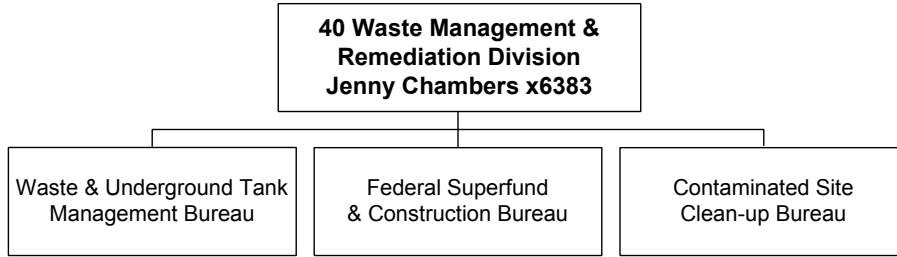 40 Waste Management &
Remediation Division
Jenny Chambers x6383
Waste & Underground Tank
Management Bureau
Federal Superfund
& Construction Bureau
Contaminated Site
Clean-up Bureau